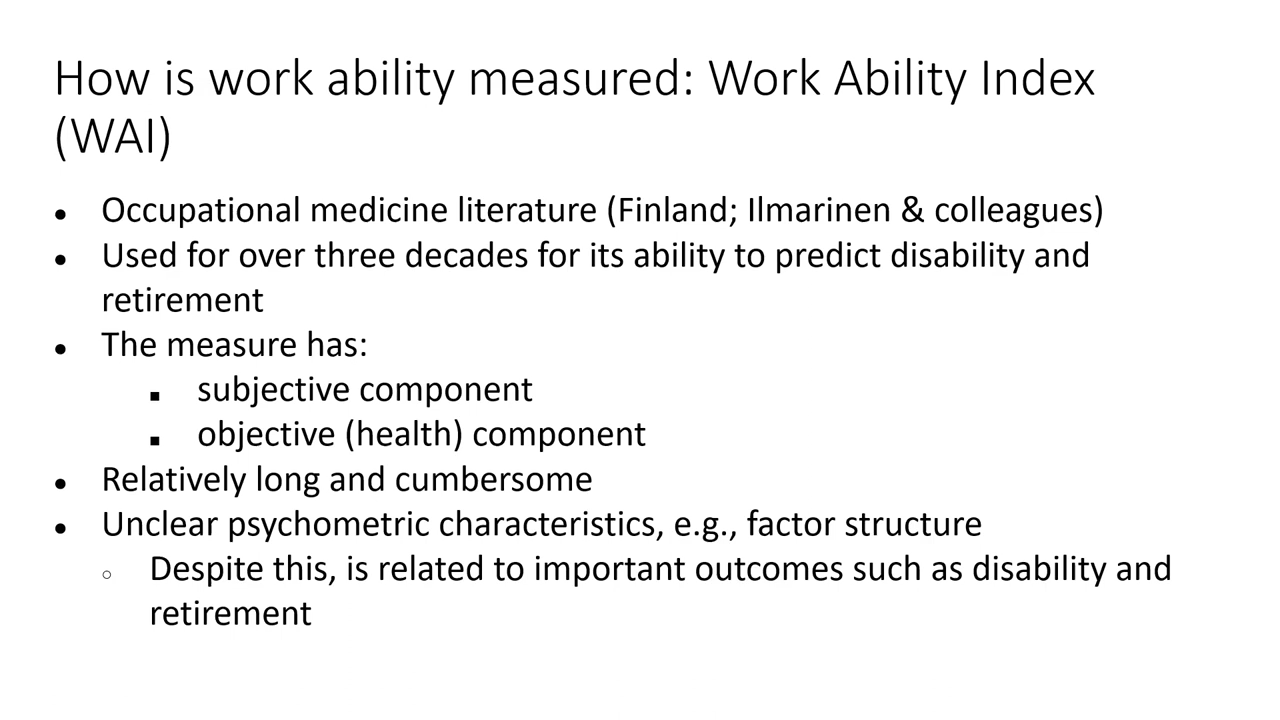 How is work ability measured: Work Ability Index
(WAI)
● Occupational medicine literature (Finland; Ilmarinen & colleagues)
● Used for over three decades for its ability to predict disability and
retirement
● The measure has:
■ subjective component
■ objective (health) component
● Relatively long and cumbersome
● Unclear psychometric characteristics, e.g., factor structure
○ Despite this, is related to important outcomes such as disability and
retirement